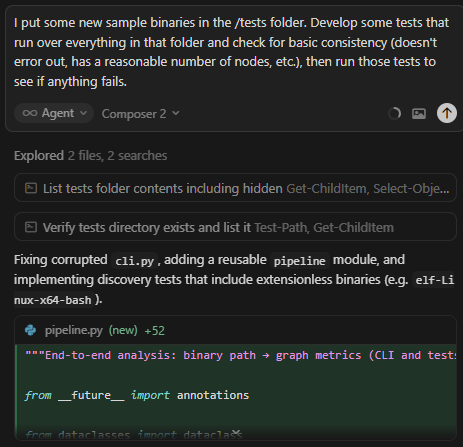 I put some new sample binaries in the /tests folder. Develop some tests that
run over everything in that folder and check for basic consistency (doesn't
error out, has a reasonable number of nodes, etc.), then run those tests to
see if anything fails.
Agent Composer 2
Explored 2 files, 2 searches
List tests folder contents including hidden Get-ChildItem, Select-Obje...
Verify tests directory exists and list it Test-Path, Get-ChildItem
Fixing corrupted cli.py, adding a reusable pipeline module, and
implementing discovery tests that include extensionless binaries (e.g. elf-Li
nux-x64-bash).
pipeline.py (new) +52
"""End-to-end analysis: binary path → graph metrics (CLI and tests
from __future__ import annotations
from dataclasses import dataclass